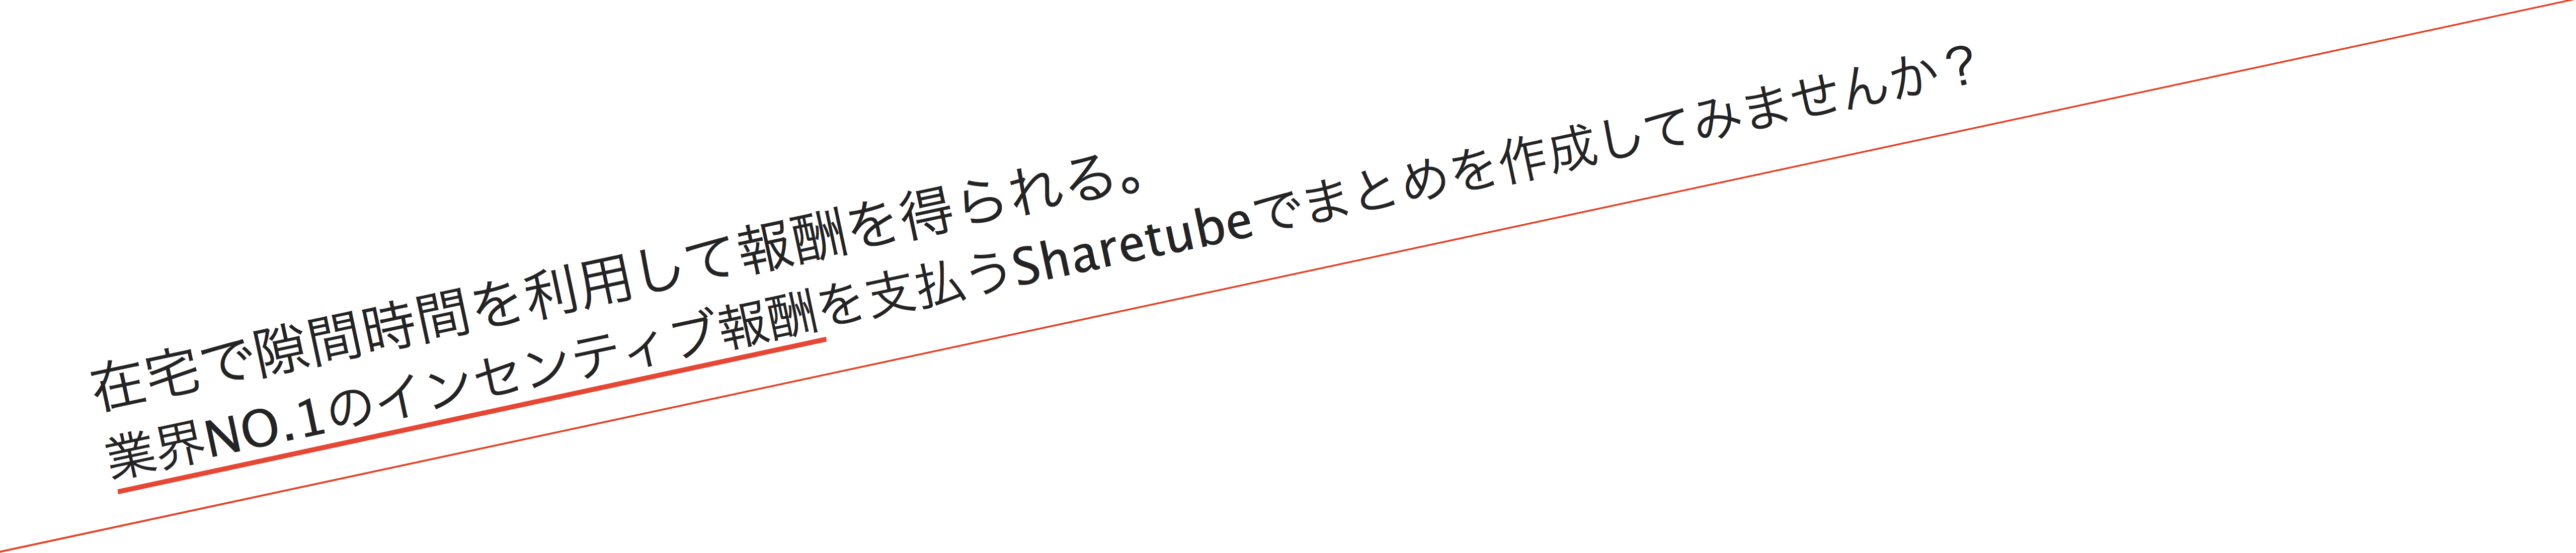 在宅で隙間時間を利用して報酬を得られる。
業界NO.1のインセンティブ報酬を支払うSharetubeでまとめを作成してみませんか？